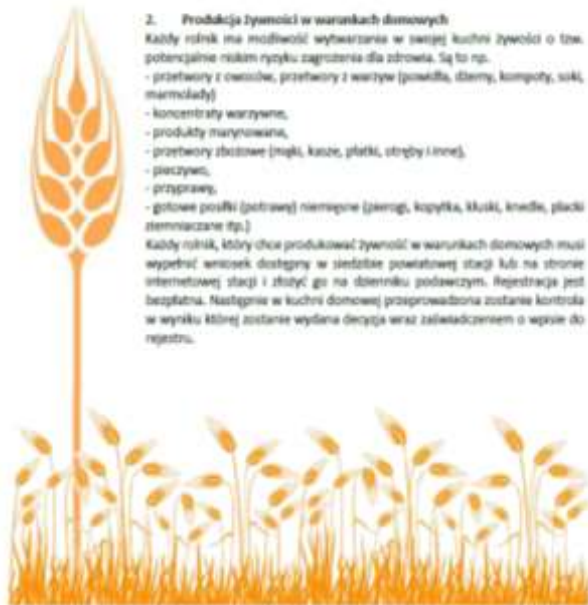 2. Produkcja żywności w warunkach domowych
Każdy rolnik ma możliwość wytwarzania w swojej kuchni żywości o tzw.
potencjalnie niskim ryzyku zagrożenia dla zdrowia. Są to np.
- przetwory z owoców, przetwory z warzyw (powidła, dżemy, kompoty, soki,
marmolady)
- koncentraty warzywne,
- produkty marynowane,
- przetwory zbożowe (mąki, kasze, płatki, otręby i inne),
- pieczywo,
- przyprawy,
- gotowe posiłki (potrawy) niemięsne (pierogi, kopytka, kluski, knedle, placki
ziemniaczane itp.)
Każdy rolnik, który chce produkować żywność w warunkach domowych musi
wypełnić wniosek dostępny w siedzibie powiatowej stacji lub na stronie
internetowej stacji i złożyć go na dzienniku podawczym. Rejestracja jest
bezpłatna. Następnie w kuchni domowej przeprowadzona zostanie kontrola
w wyniku której zostanie wydana decyzja wraz zaświadczeniem o wpisie do
rejestru.